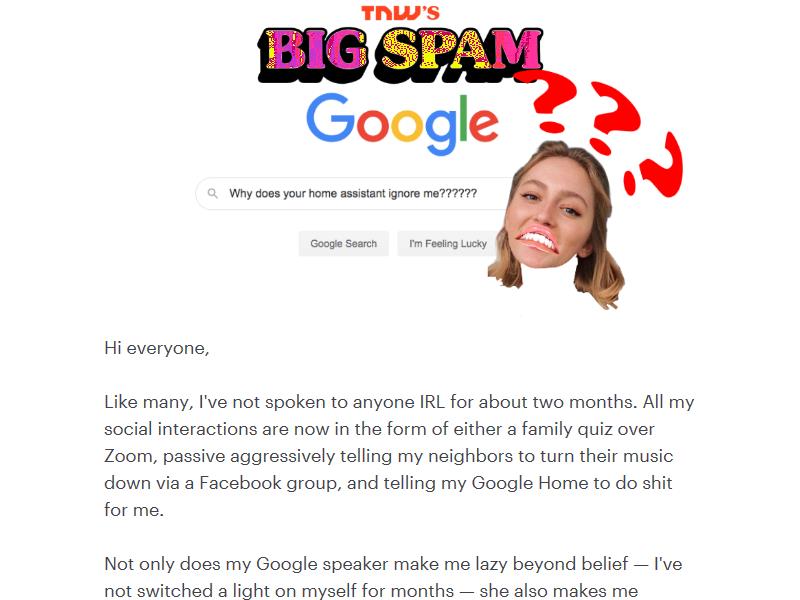 TNW'S
BIG SPAM
Google
???
Why does your home assistant ignore me??????
Google Search
I'm Feeling Lucky
Hi everyone,
Like many, I've not spoken to anyone IRL for about two months. All my
social interactions are now in the form of either a family quiz over
Zoom, passive aggressively telling my neighbors to turn their music
down via a Facebook group, and telling my Google Home to do shit
for me.
Not only does my Google speaker make me lazy beyond belief — I've
not switched a light on myself for months — she also makes me